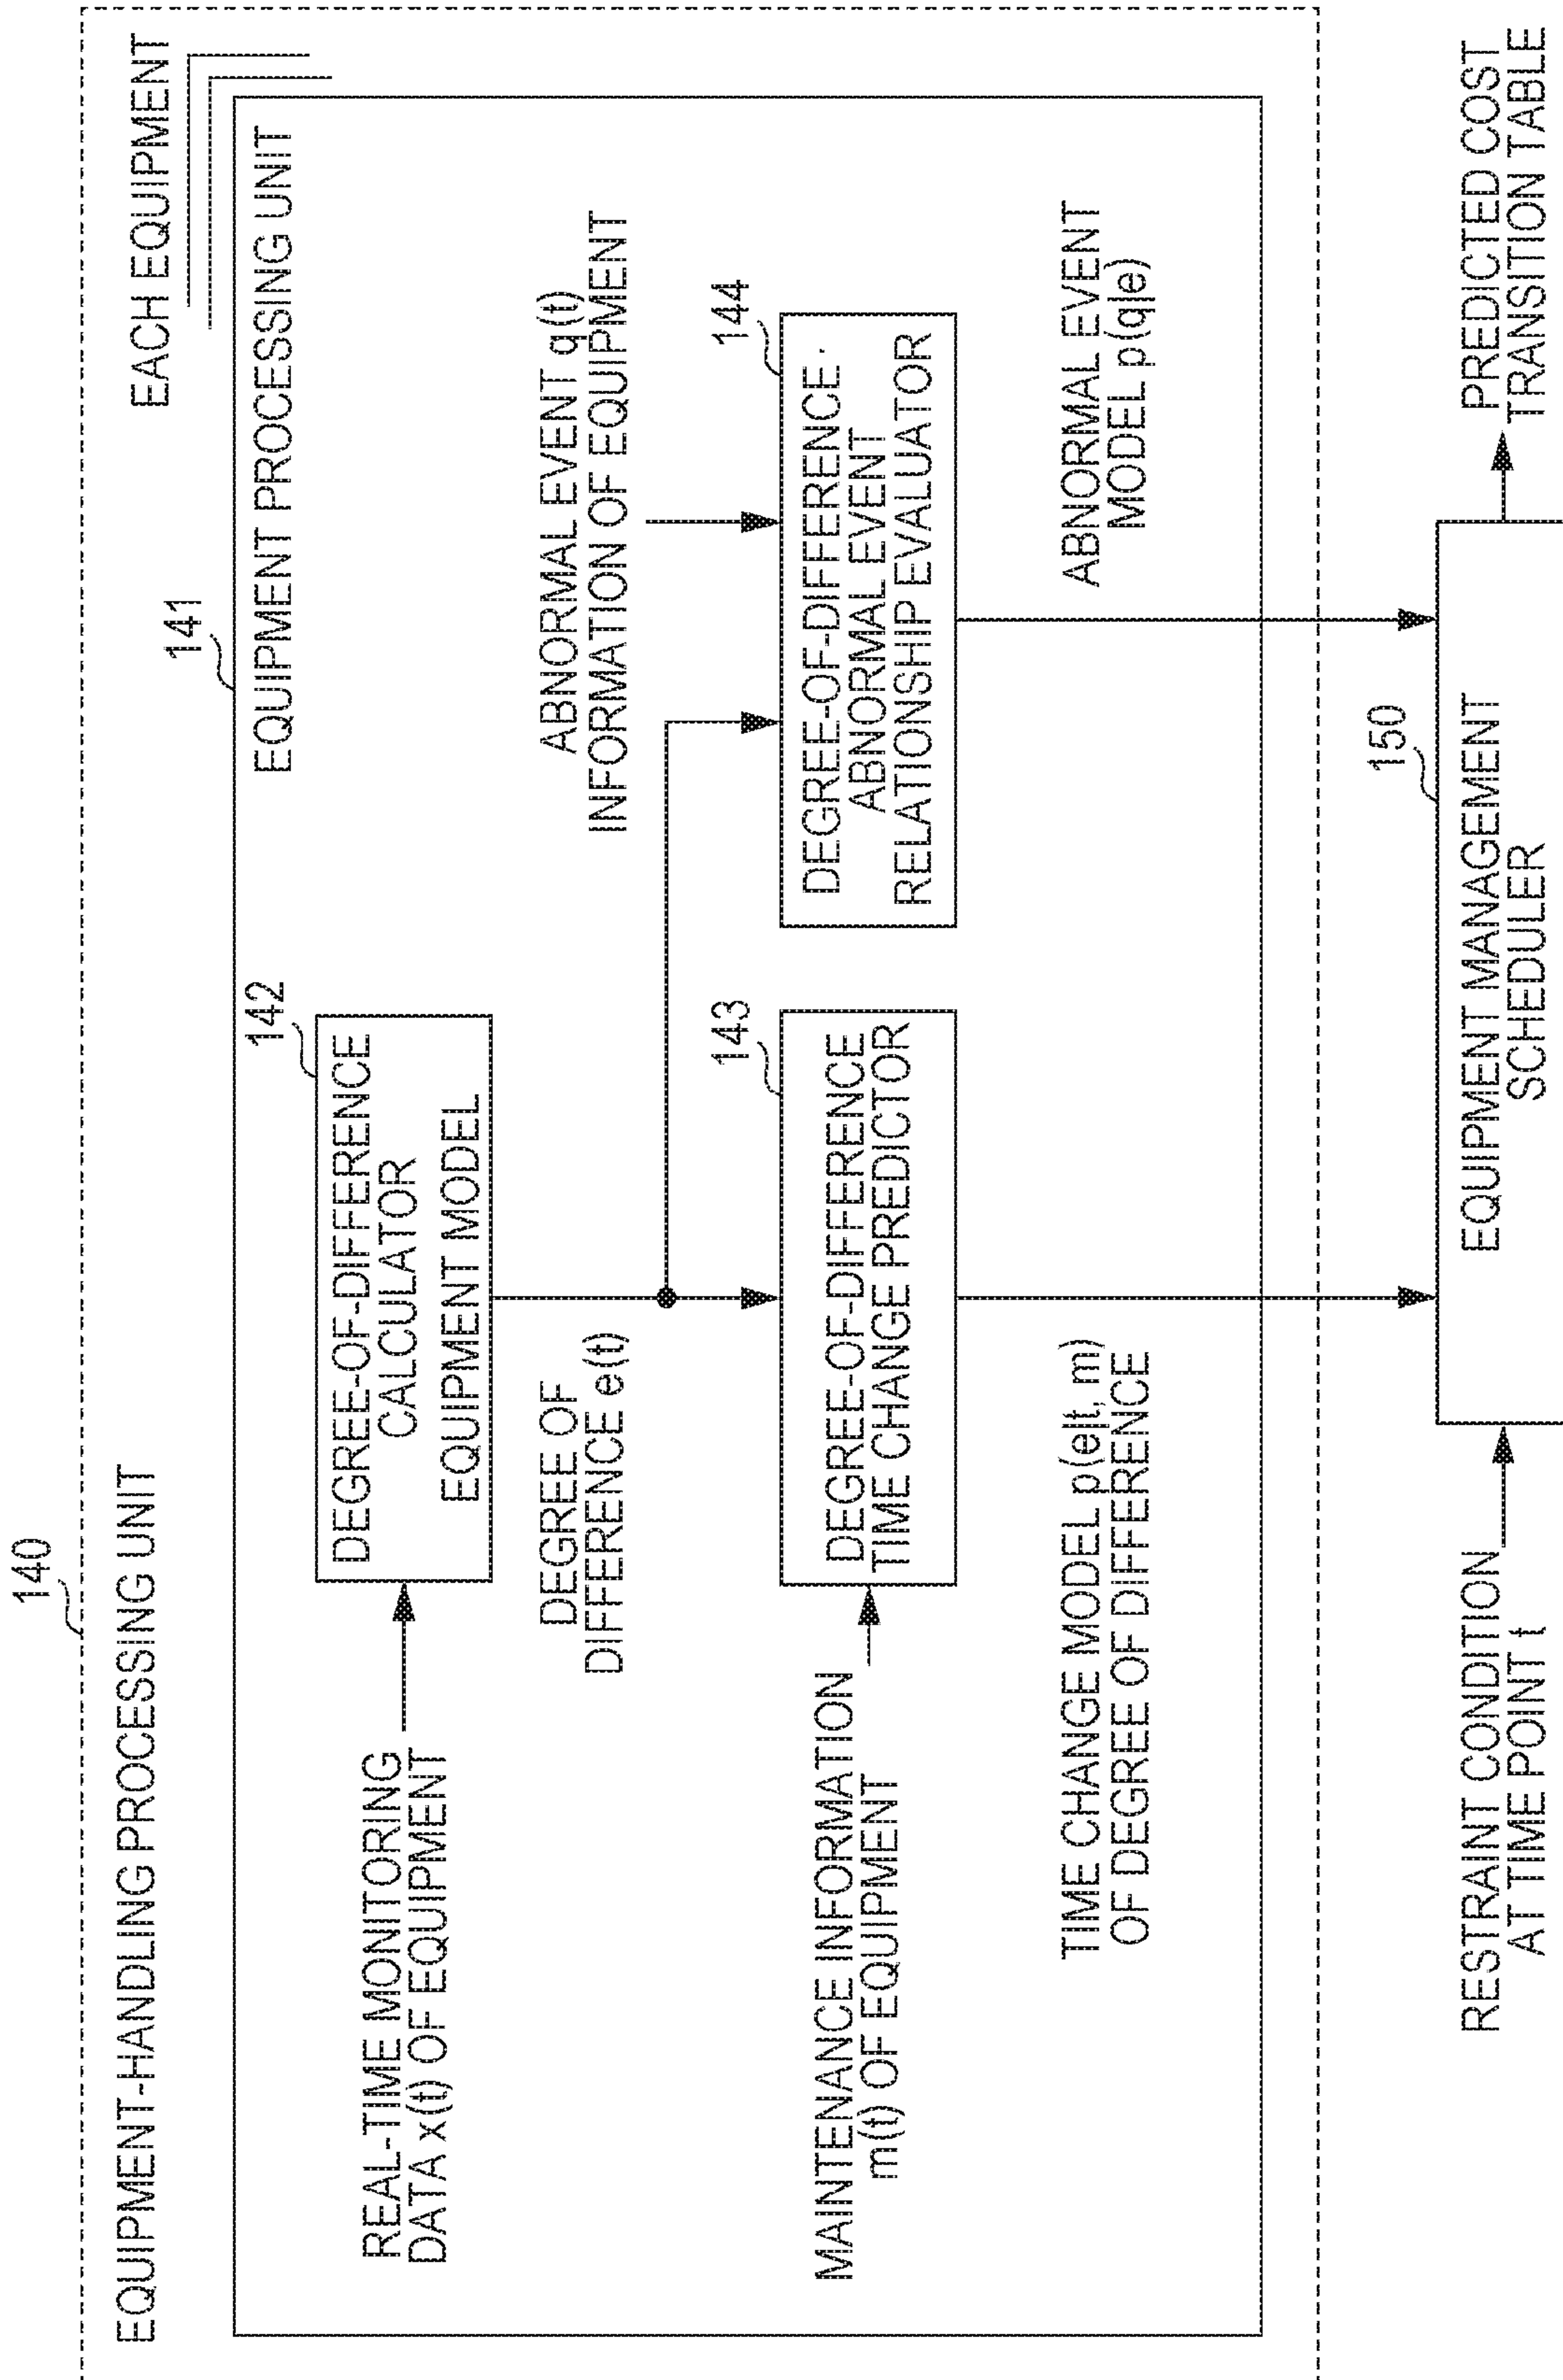 140
EQUIPMENT-HANDLING PROCESSING UNIT
EACH EQUIPMENT
141
EQUIPMENT PROCESSING UNIT
142
DEGREE-OF-DIFFERENCE
CALCULATOR
EQUIPMENT MODEL
REAL-TIME MONITORING
DATA x(t) OF EQUIPMENT
DEGREE OF
DIFFERENCE e(t)
ABNORMAL EVENT q(t)
INFORMATION OF EQUIPMENT
143
DEGREE-OF-DIFFERENCE
TIME CHANGE PREDICTOR
144
DEGREE-OF-DIFFERENCE ·
ABNORMAL EVENT
RELATIONSHIP EVALUATOR
MAINTENANCE INFORMATION
m(t) OF EQUIPMENT
TIME CHANGE MODEL p(e|t, m)
OF DEGREE OF DIFFERENCE
ABNORMAL EVENT
MODEL p(q|e)
150
EQUIPMENT MANAGEMENT
SCHEDULER
RESTRAINT CONDITION
AT TIME POINT t
PREDICTED COST
TRANSITION TABLE